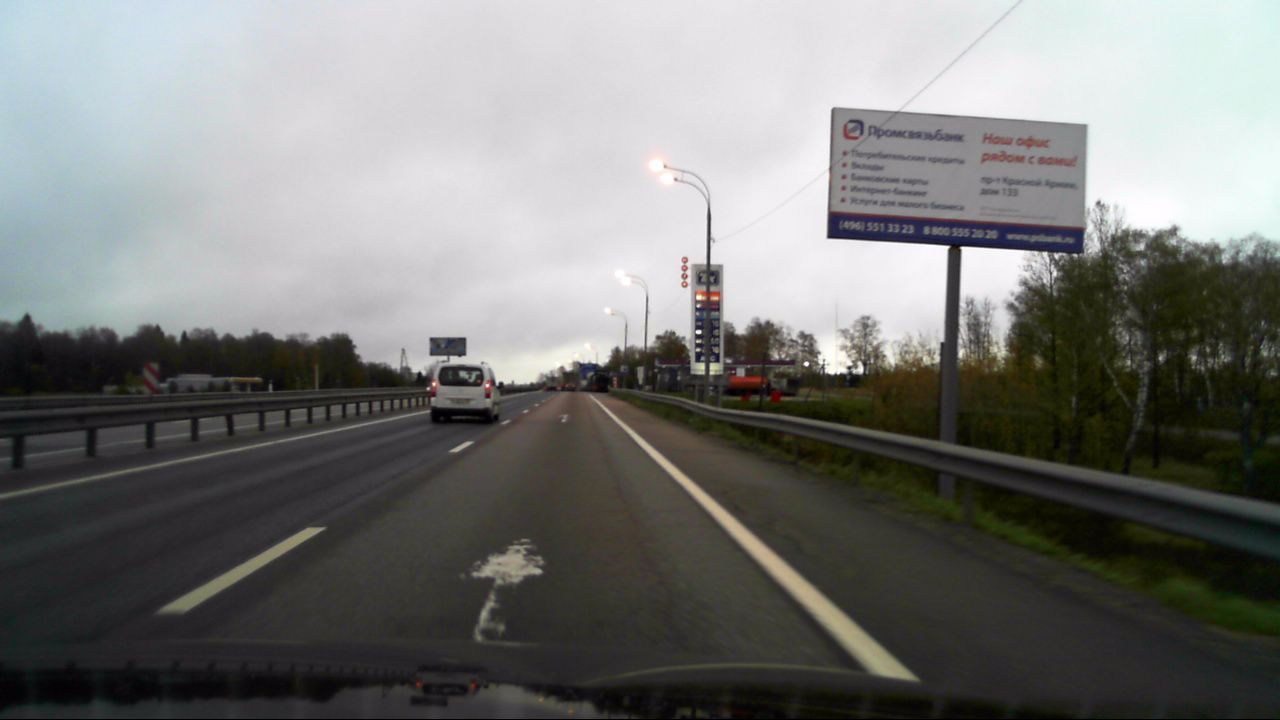 Промсвязьбанк
Потребительские кредиты
Вклады
Банковские карты
Интернет-банкинг
Услуги для малого бизнеса
Наш офис
рядом с вами!
пр-т Красной Армии,
дом 133
(496) 551 33 23 8 800 555 20 20 www.psbank.ru